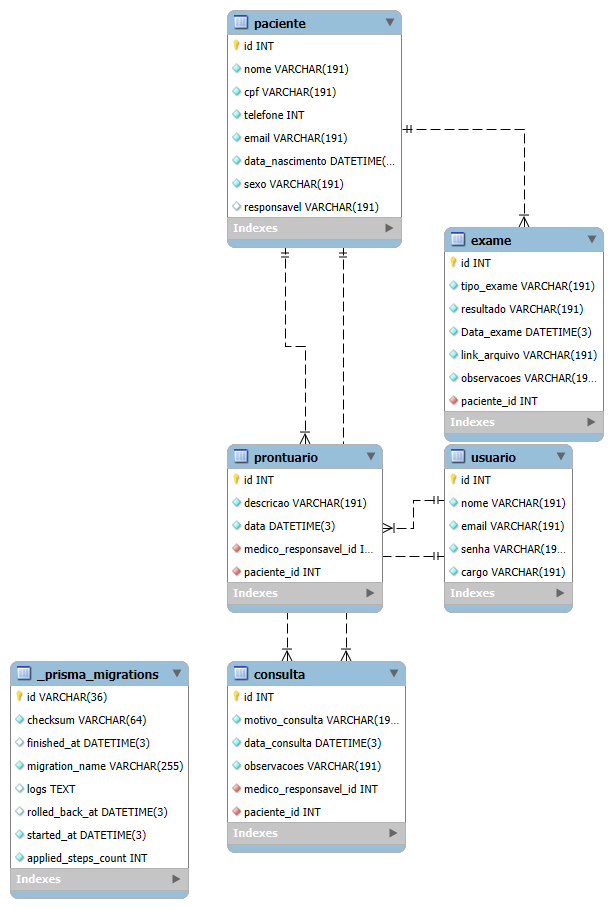 paciente
id INT
nome VARCHAR(191)
cpf VARCHAR(191)
telefone INT
email VARCHAR(191)
data_nascimento DATETIME(...
sexo VARCHAR(191)
responsavel VARCHAR(191)
Indexes
exame
id INT
tipo_exame VARCHAR(191)
resultado VARCHAR(191)
Data_exame DATETIME(3)
link_arquivo VARCHAR(191)
observacoes VARCHAR(19...
paciente_id INT
Indexes
prontuario
id INT
descricao VARCHAR(191)
data DATETIME(3)
medico_responsavel_id I...
paciente_id INT
Indexes
usuario
id INT
nome VARCHAR(191)
email VARCHAR(191)
senha VARCHAR(19...
cargo VARCHAR(191)
Indexes
_prisma_migrations
id VARCHAR(36)
checksum VARCHAR(64)
finished_at DATETIME(3)
migration_name VARCHAR(255)
logs TEXT
rolled_back_at DATETIME(3)
started_at DATETIME(3)
applied_steps_count INT
Indexes
consulta
id INT
motivo_consulta VARCHAR(19...
data_consulta DATETIME(3)
observacoes VARCHAR(191)
medico_responsavel_id INT
paciente_id INT
Indexes